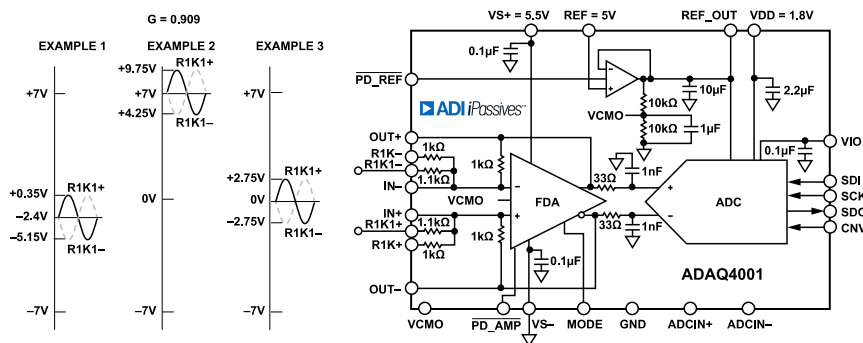 G = 0.909
EXAMPLE 1
+7V
+0.35V
R1K1+
−2.4V
−5.15V
R1K1−
−7V
EXAMPLE 2
+9.75V
R1K1+
+7V
+4.25V
R1K1−
0V
−7V
EXAMPLE 3
+7V
+2.75V
R1K1+
0V
−2.75V
R1K1−
−7V
VS+ = 5.5V
REF = 5V
REF_OUT
VDD = 1.8V
0.1µF
PD_REF
10µF
2.2µF
10kΩ
VCMO
10kΩ
1µF
ADI iPassives™
OUT+
R1K−
1kΩ
R1K1−
1.1kΩ
IN−
1kΩ
VCMO
IN+
R1K1+
1.1kΩ
R1K+
1kΩ
1kΩ
OUT−
−
+
FDA
0.1µF
33Ω
1nF
33Ω
1nF
+
−
ADC
0.1µF
VIO
SDI
SCK
SDO
CNV
ADAQ4001
VCMO
PD_AMP
VS−
MODE
GND
ADCIN+
ADCIN−